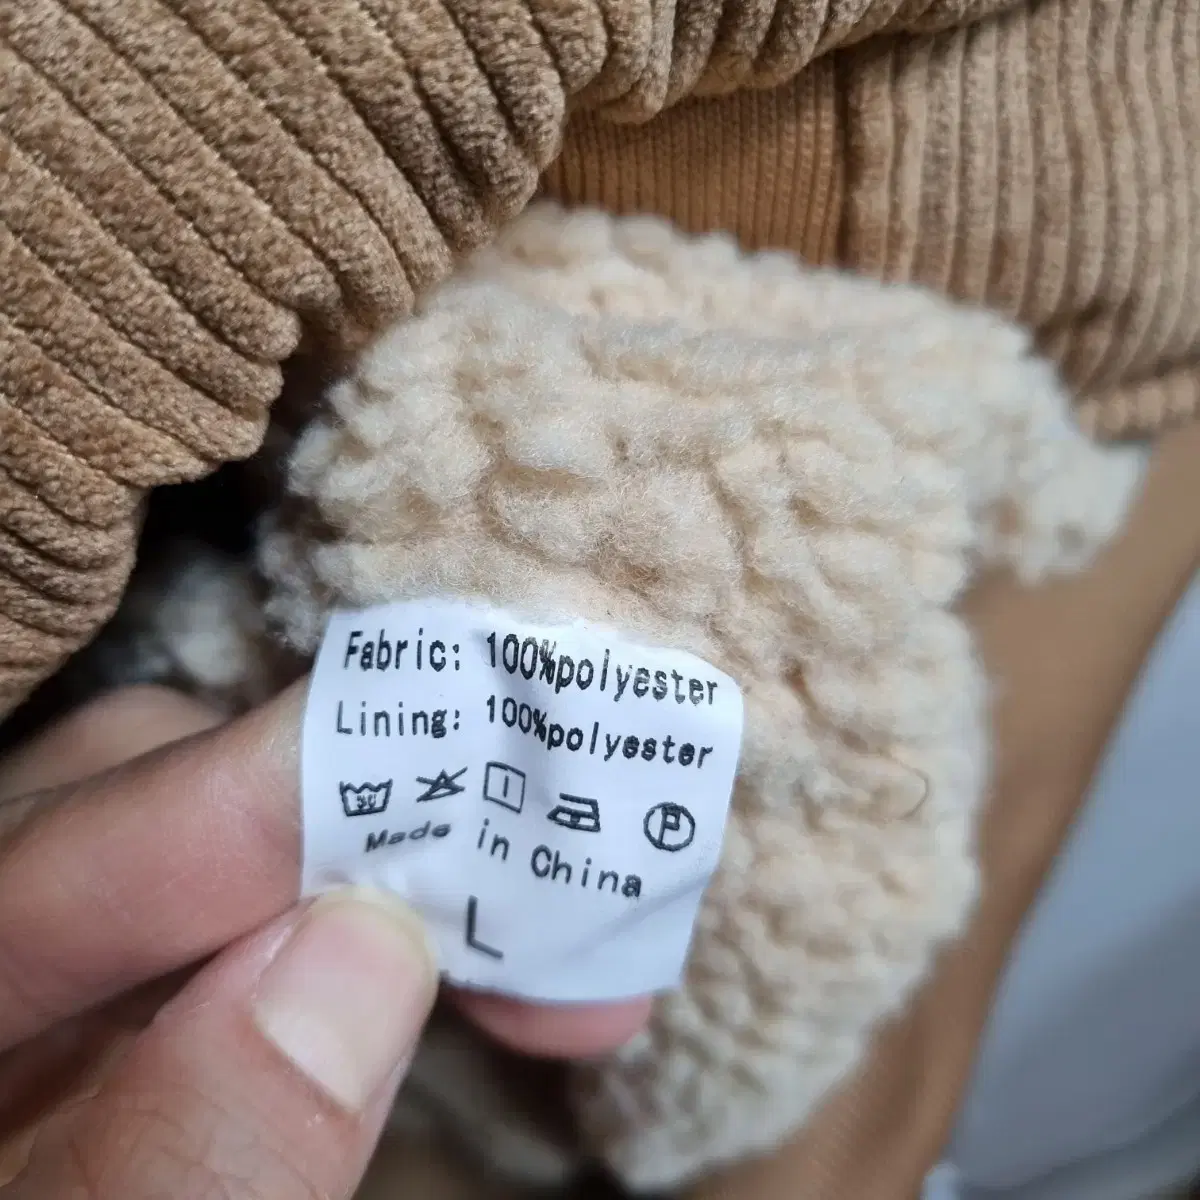 Fabric: 100%polyester
Lining: 100%polyester
P
Made in China
L